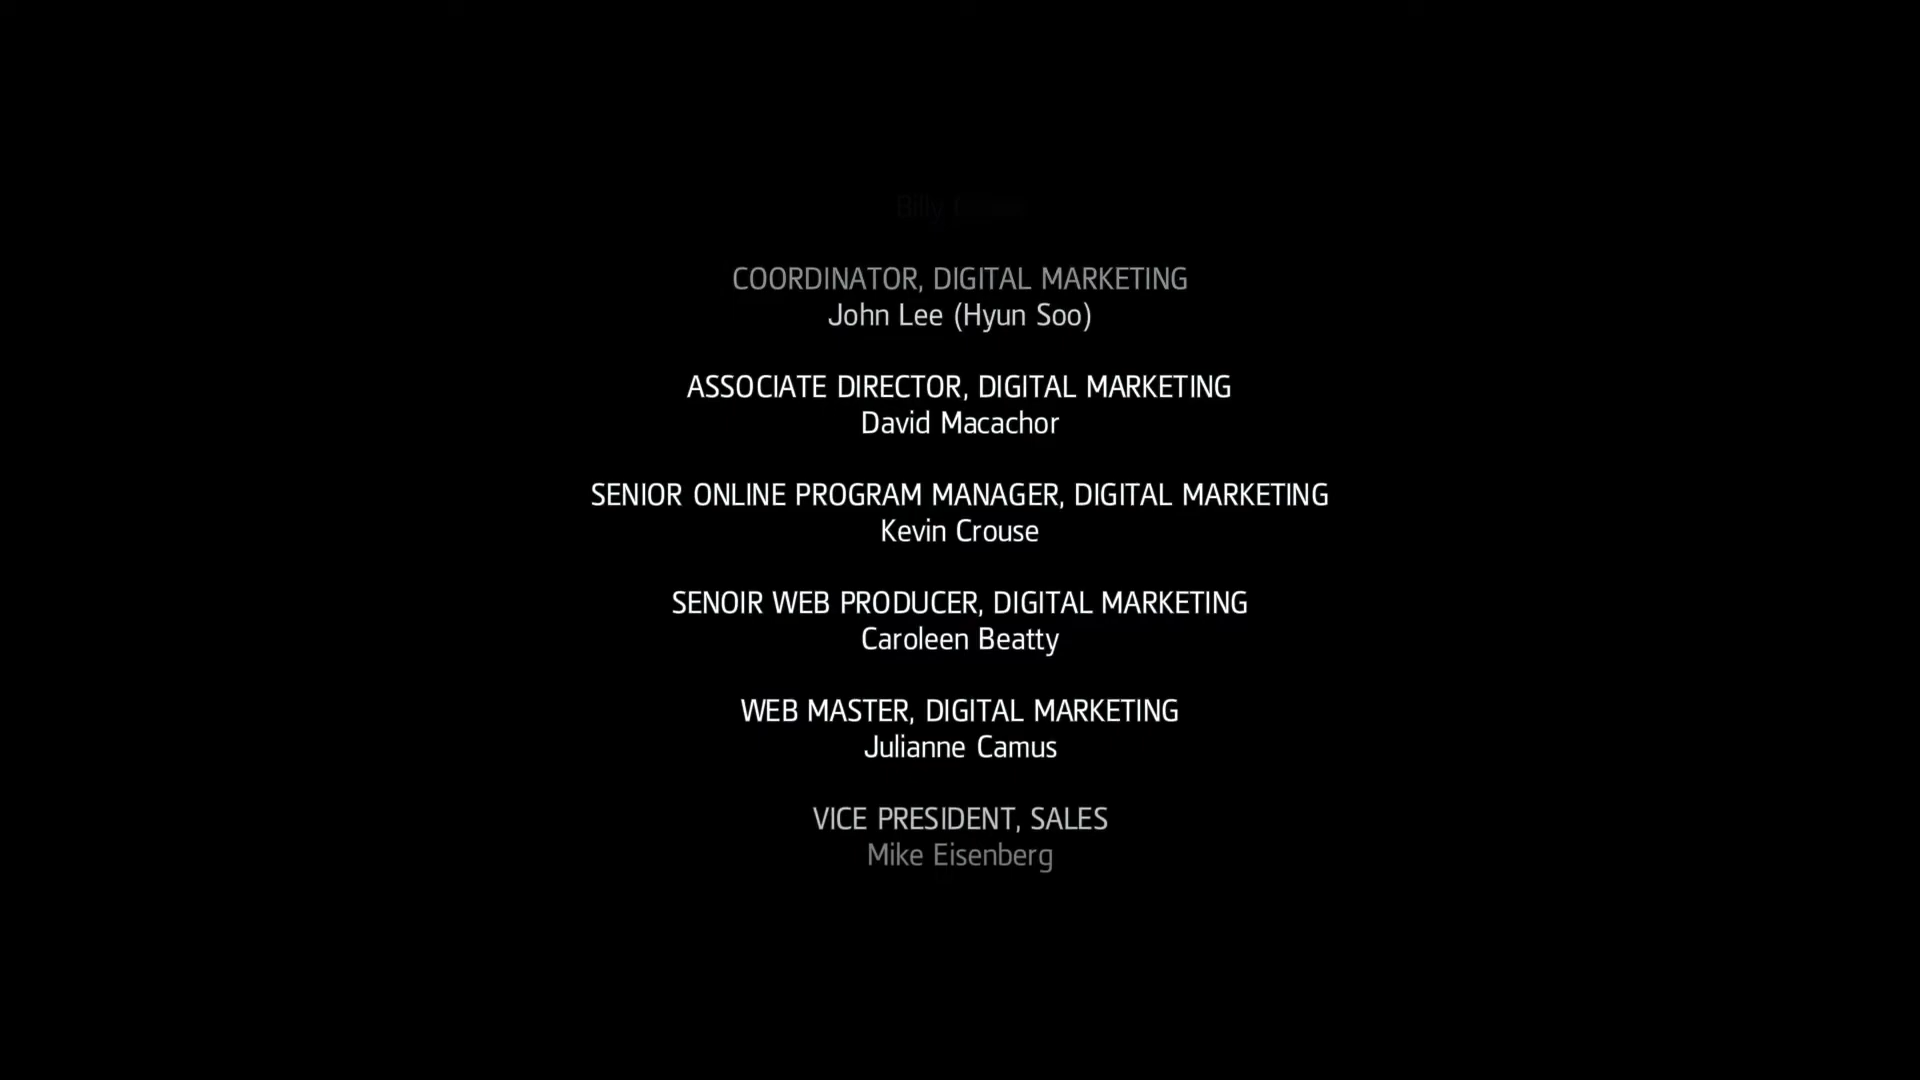 Billy
COORDINATOR, DIGITAL MARKETING
John Lee (Hyun Soo)
ASSOCIATE DIRECTOR, DIGITAL MARKETING
David Macachor
SENIOR ONLINE PROGRAM MANAGER, DIGITAL MARKETING
Kevin Crouse
SENOIR WEB PRODUCER, DIGITAL MARKETING
Caroleen Beatty
WEB MASTER, DIGITAL MARKETING
Julianne Camus
VICE PRESIDENT, SALES
Mike Eisenberg